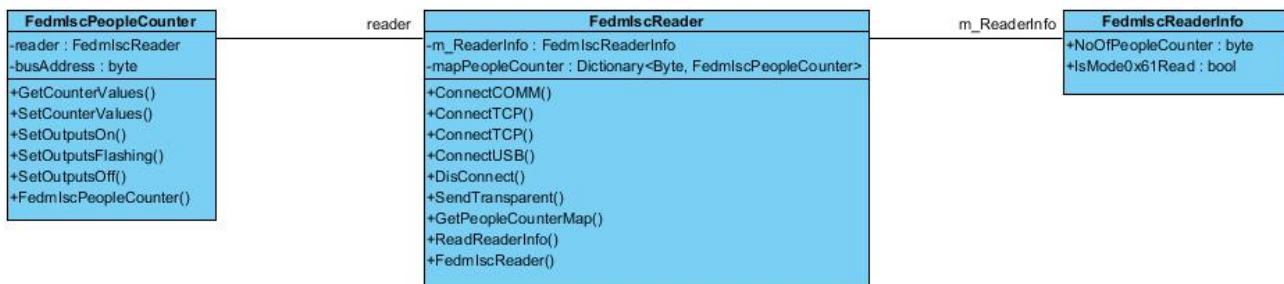 FedmIscPeopleCounter
-reader : FedmIscReader
-busAddress : byte
+GetCounterValues()
+SetCounterValues()
+SetOutputsOn()
+SetOutputsFlashing()
+SetOutputsOff()
+FedmIscPeopleCounter()
reader
FedmIscReader
-m_ReaderInfo : FedmIscReaderInfo
-mapPeopleCounter : Dictionary<Byte, FedmIscPeopleCounter>
+ConnectCOMM()
+ConnectTCP()
+ConnectTCP()
+ConnectUSB()
+DisConnect()
+SendTransparent()
+GetPeopleCounterMap()
+ReadReaderInfo()
+FedmIscReader()
m_ReaderInfo
FedmIscReaderInfo
+NoOfPeopleCounter : byte
+IsMode0x61Read : bool